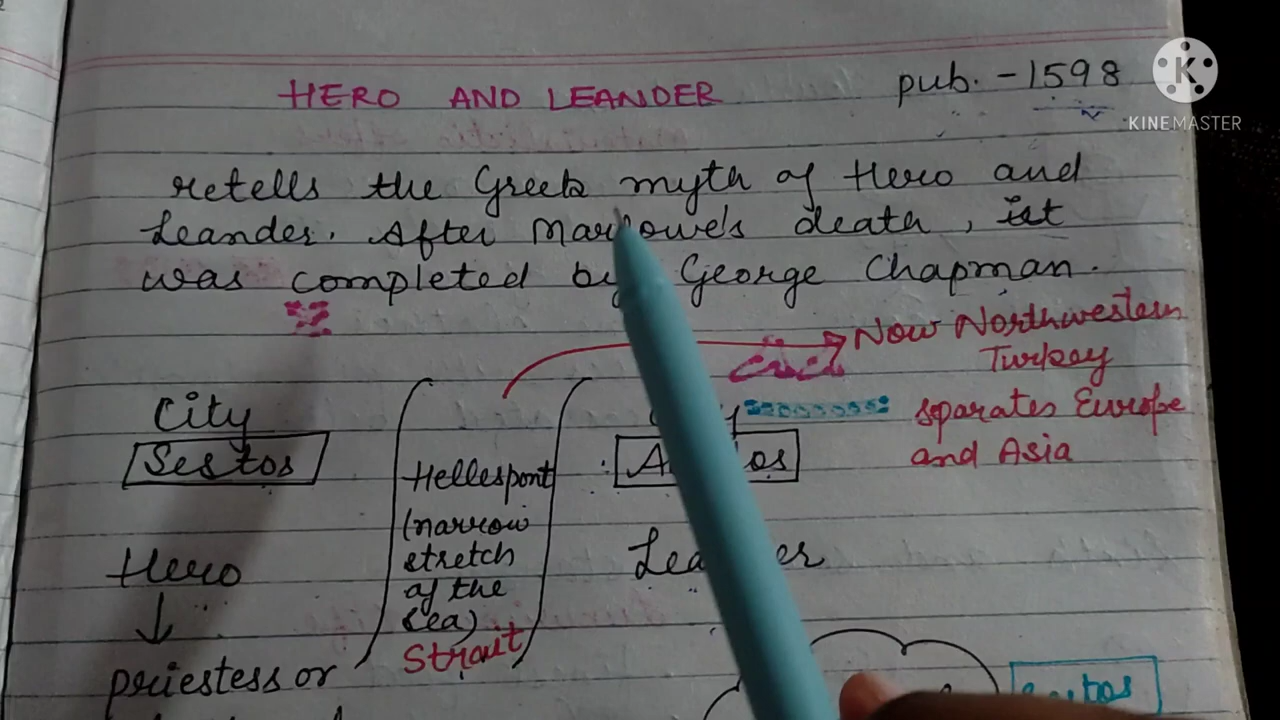 HERO AND LEANDER
pub. - 1598
K
KINEMASTER
retells the Greek myth of Hero and
Leander. After Marlowe's death, it
was completed by George Chapman.
Now Northwestern
Turkey
separates Europe
and Asia
City
Sestos
Hero
priestess or
Hellespont
(narrow
stretch
of the
sea)
Strait